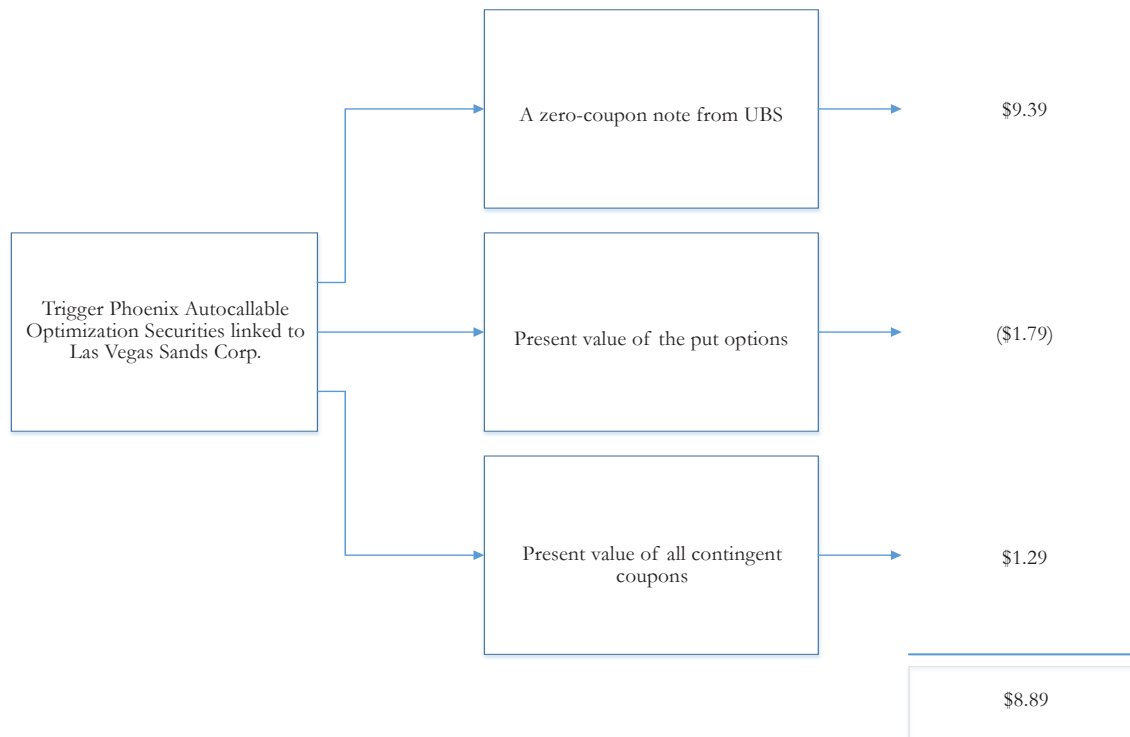 A zero-coupon note from UBS
$9.39
Trigger Phoenix Autocallable
Optimization Securities linked to
Las Vegas Sands Corp.
Present value of the put options
($1.79)
Present value of all contingent
coupons
$1.29
$8.89